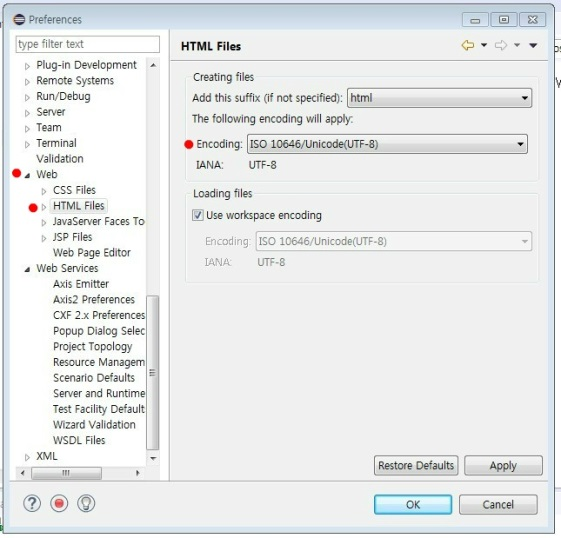 Preferences
type filter text
Plug-in Development
Remote Systems
Run/Debug
Server
Team
Terminal
Validation
Web
CSS Files
HTML Files
JavaServer Faces To
JSP Files
Web Page Editor
Web Services
Axis Emitter
Axis2 Preferences
CXF 2.x Preferences
Popup Dialog Selec
Project Topology
Resource Managem
Scenario Defaults
Server and Runtime
Test Facility Default
Wizard Validation
WSDL Files
XML
HTML Files
Creating files
Add this suffix (if not specified): html
The following encoding will apply:
Encoding: ISO 10646/Unicode(UTF-8)
IANA: UTF-8
Loading files
Use workspace encoding
Encoding: ISO 10646/Unicode(UTF-8)
IANA: UTF-8
Restore Defaults Apply
OK Cancel